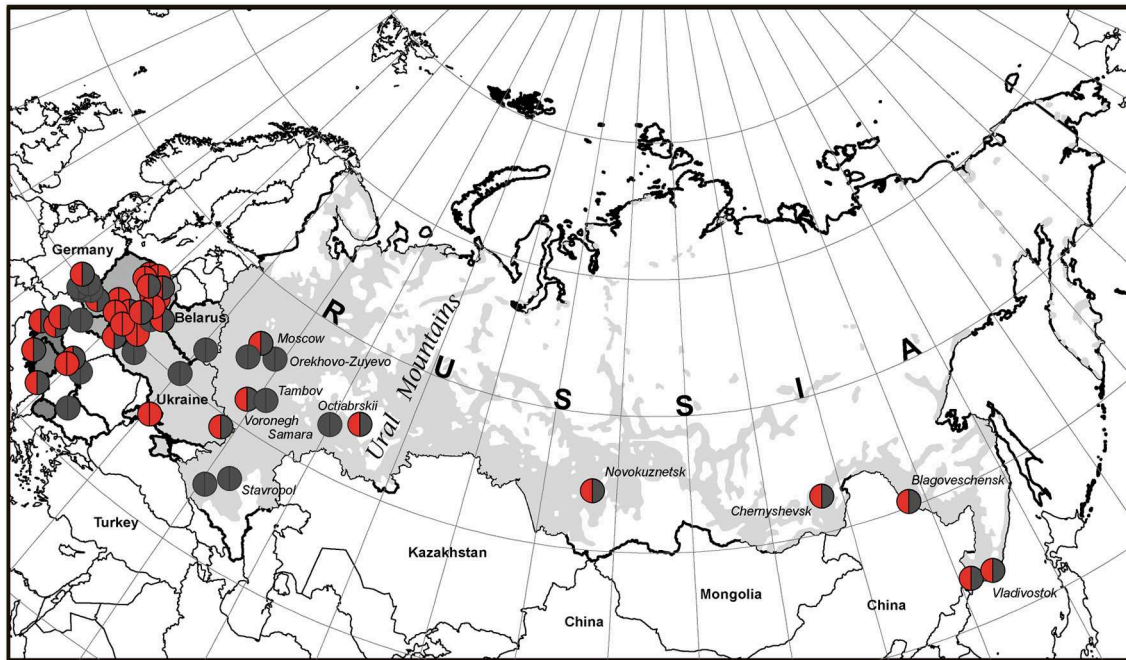 Germany
Belarus
Ukraine
Turkey
Moscow
Orekhovo-Zuyevo
Tambov
Voronegh
Octiabrskii
Samara
Stavropol
Ural Mountains
RUSSIA
Novokuznetsk
Chernyshevsk
Blagoveschensk
Vladivostok
Kazakhstan
Mongolia
China
China